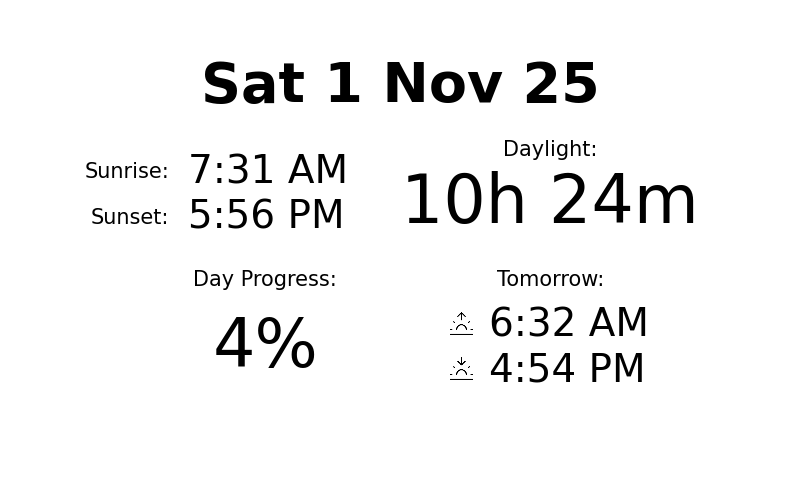 Sat 1 Nov 25
Sunrise: 7:31 AM
Sunset: 5:56 PM
Daylight:
10h 24m
Day Progress:
4%
Tomorrow:
6:32 AM
4:54 PM